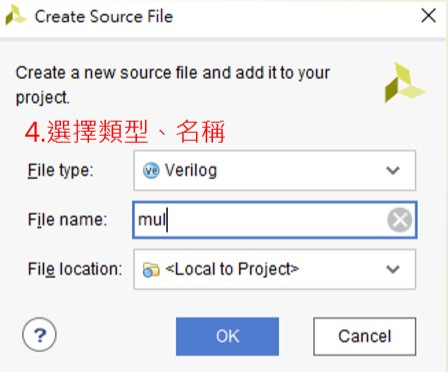 Create Source File
Create a new source file and add it to your
project.
4.選擇類型、名稱
File type:
Verilog
File name:
mul
File location:
<Local to Project>
?
OK
Cancel